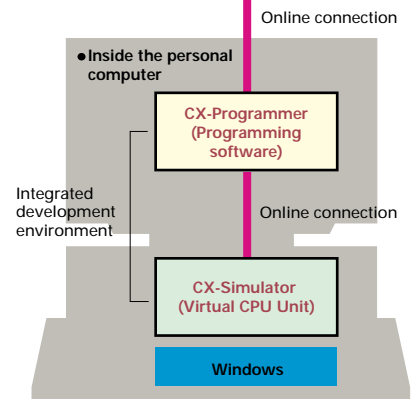 Online connection
●Inside the personal
computer
CX-Programmer
(Programming
software)
Integrated
development
environment
Online connection
CX-Simulator
(Virtual CPU Unit)
Windows